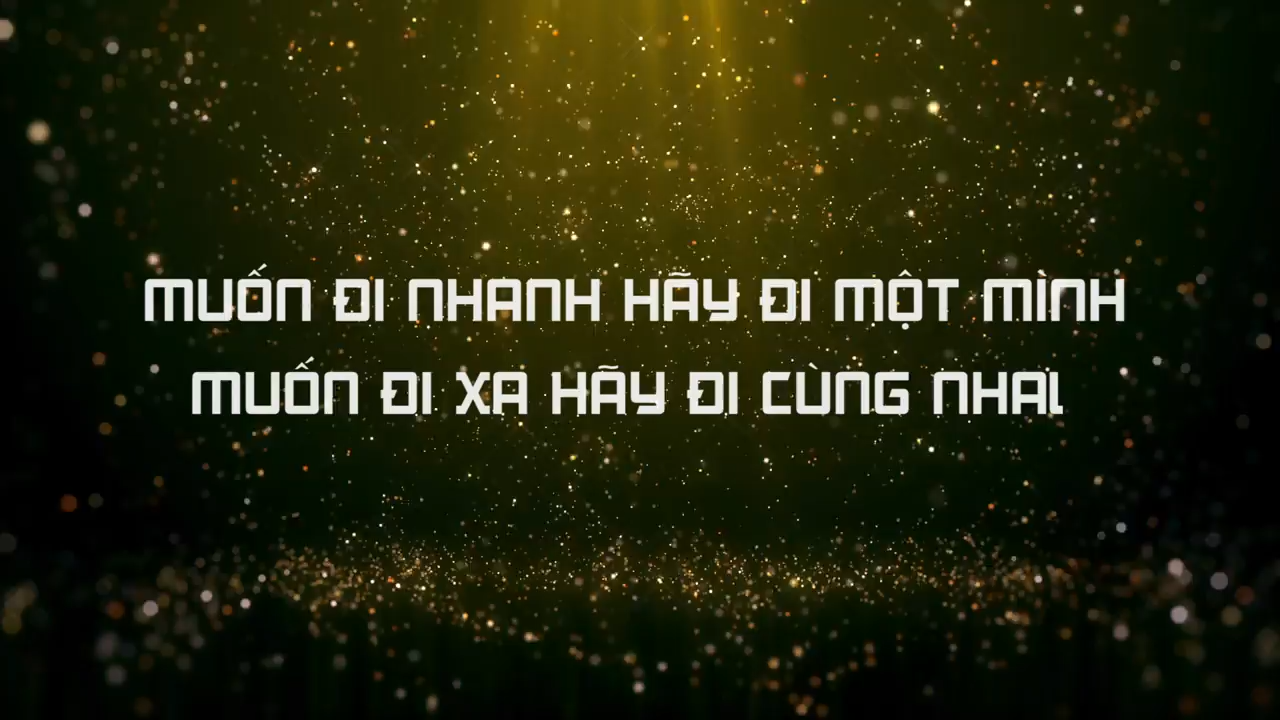 MUỐN ĐI NHANH HÃY ĐI MỘT MÌNH
MUỐN ĐI XA HÃY ĐI CÙNG NHAU